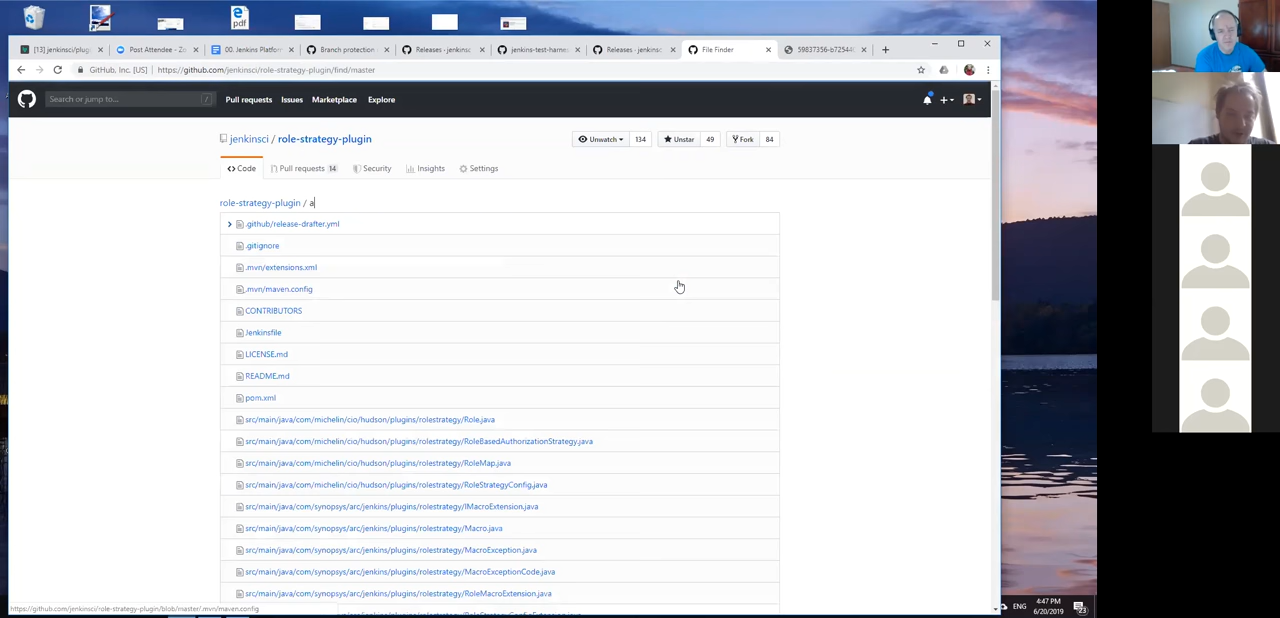 pdf
[13] jenkinsci/plug
Post Attendee - Zo
00. Jenkins Platfor
Branch protection
Releases · jenkinsc
jenkins-test-harne
Releases · jenkinsc
File Finder
59837356-b72544
GitHub, Inc. [US]
https://github.com/jenkinsci/role-strategy-plugin/find/master
Search or jump to...
/
Pull requests
Issues
Marketplace
Explore
jenkinsci / role-strategy-plugin
Unwatch
134
Unstar
49
Fork
84
Code
Pull requests
14
Security
Insights
Settings
role-strategy-plugin / a
.github/release-drafter.yml
.gitignore
.mvn/extensions.xml
.mvn/maven.config
CONTRIBUTORS
Jenkinsfile
LICENSE.md
README.md
pom.xml
src/main/java/com/michelin/cio/hudson/plugins/rolestrategy/Role.java
src/main/java/com/michelin/cio/hudson/plugins/rolestrategy/RoleBasedAuthorizationStrategy.java
src/main/java/com/michelin/cio/hudson/plugins/rolestrategy/RoleMap.java
src/main/java/com/michelin/cio/hudson/plugins/rolestrategy/RoleStrategyConfig.java
src/main/java/com/synopsys/arc/jenkins/plugins/rolestrategy/IMacroExtension.java
src/main/java/com/synopsys/arc/jenkins/plugins/rolestrategy/Macro.java
src/main/java/com/synopsys/arc/jenkins/plugins/rolestrategy/MacroException.java
src/main/java/com/synopsys/arc/jenkins/plugins/rolestrategy/MacroExceptionCode.java
src/main/java/com/synopsys/arc/jenkins/plugins/rolestrategy/RoleMacroExtension.java
https://github.com/jenkinsci/role-strategy-plugin/blob/master/.mvn/maven.config
ENG
4:47 PM
6/20/2019
23